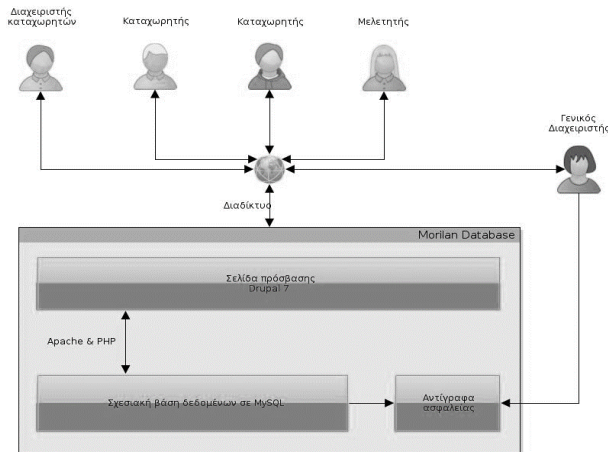 Διαχειριστής
καταχωρητών
Καταχωρητής
Καταχωρητής
Μελετητής
Γενικός
Διαχειριστής
Διαδίκτυο
Morilan Database
Σελίδα πρόσβασης
Drupal 7
Apache & PHP
Σχεσιακή βάση δεδομένων σε MySQL
Αντίγραφα
ασφαλείας